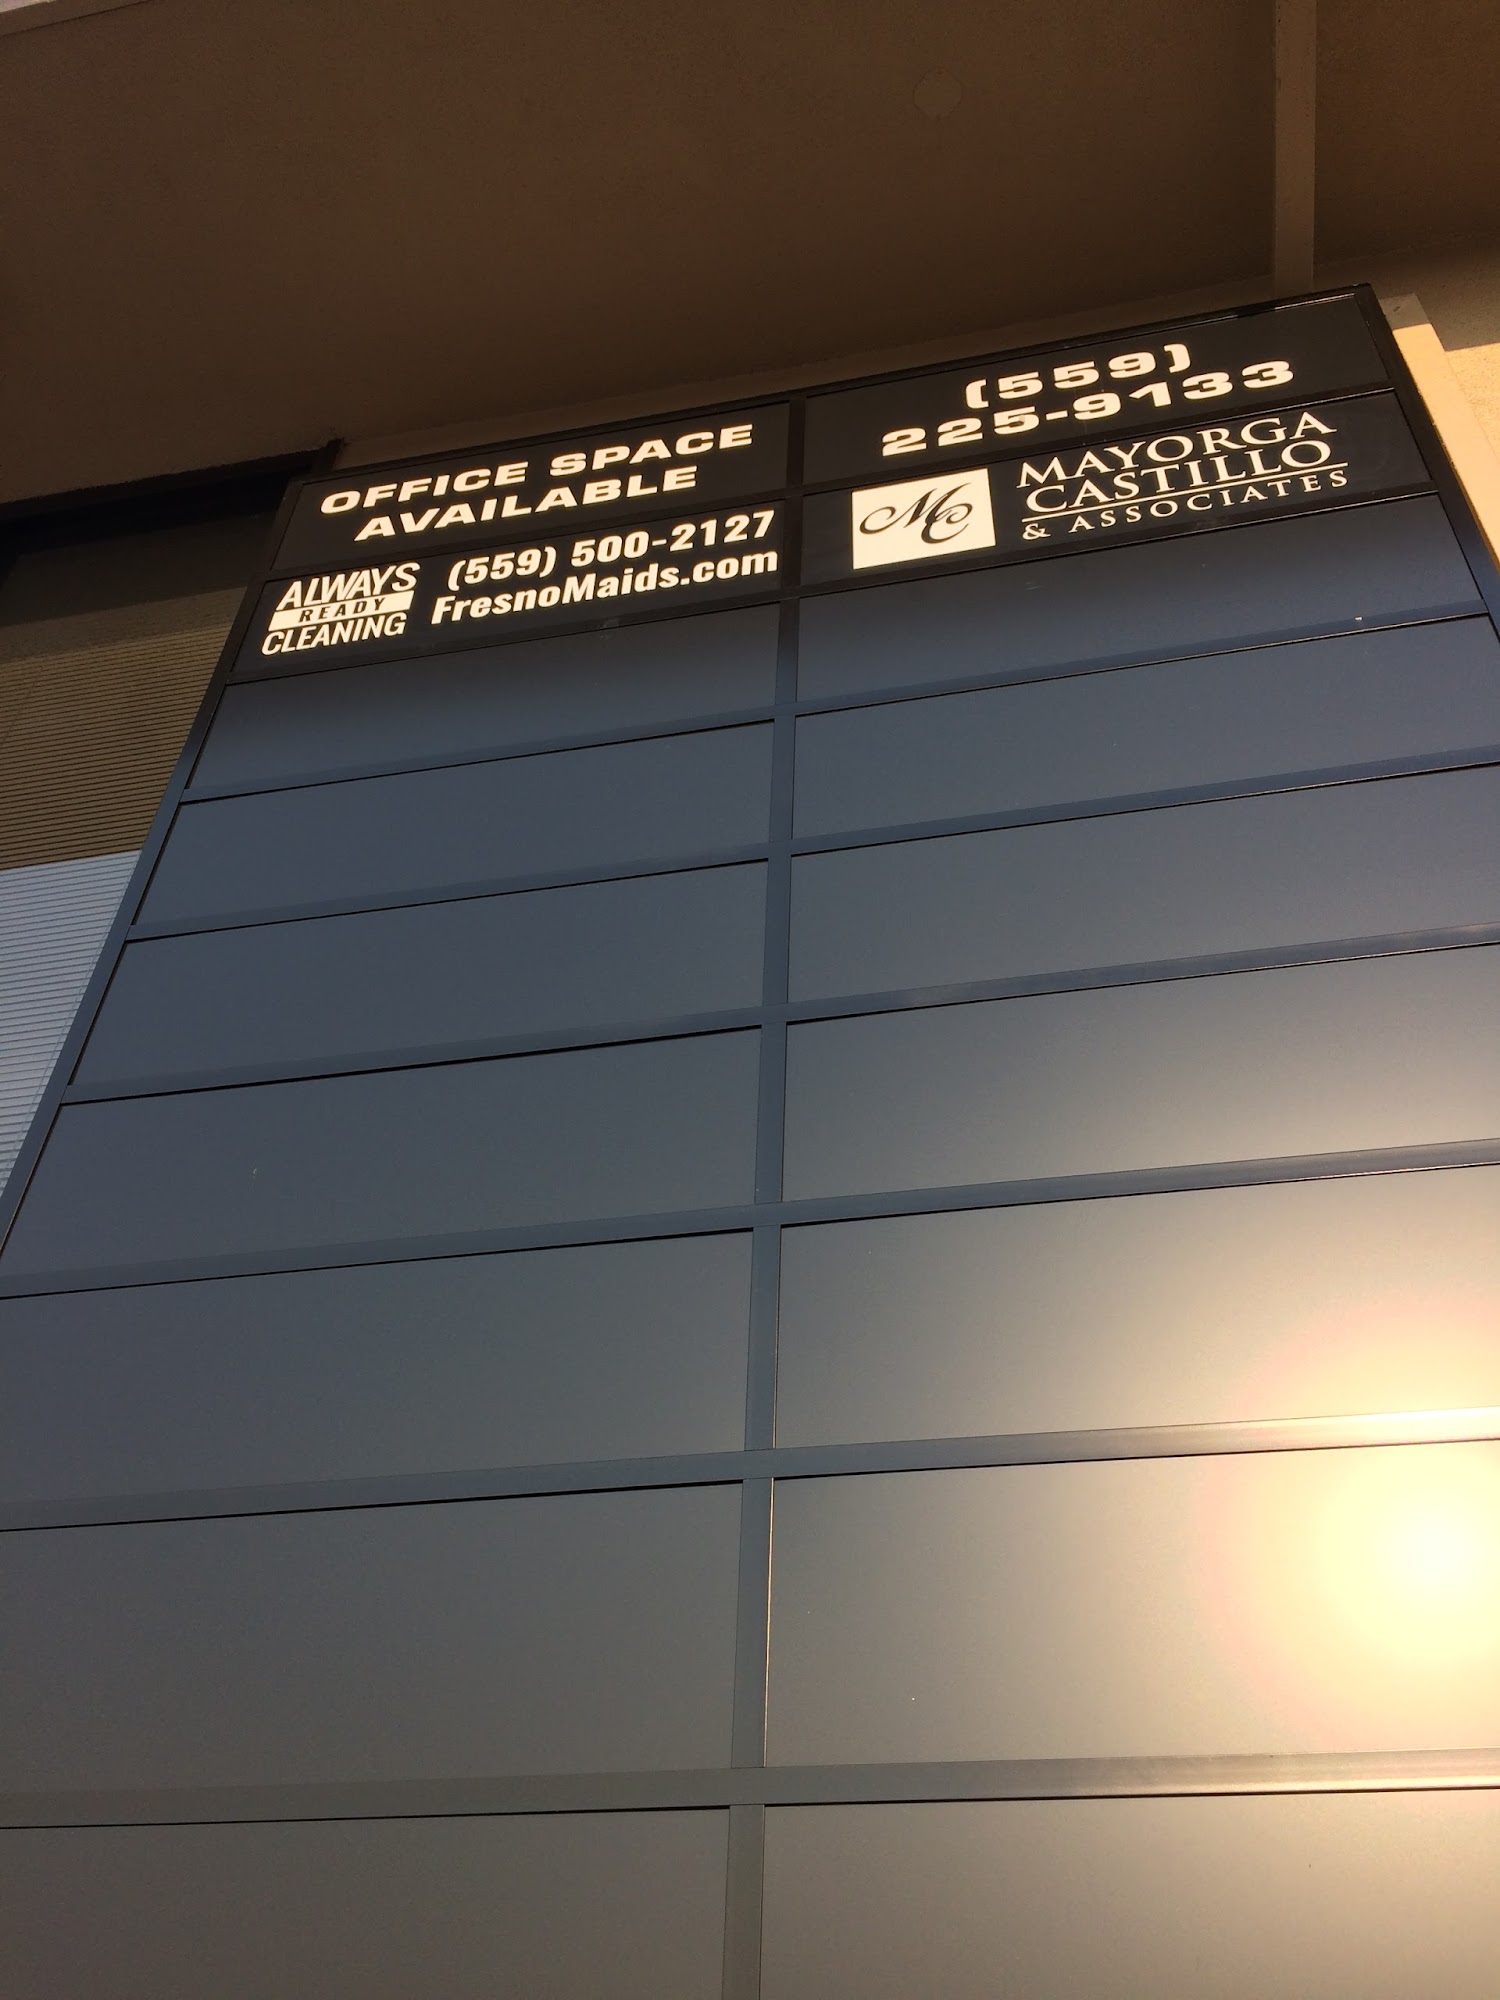 OFFICE SPACE
AVAILABLE
(559)
225-9133
ALWAYS
READY
CLEANING
(559) 500-2127
FresnoMaids.com
MC
MAYORGA
CASTILLO
& ASSOCIATES